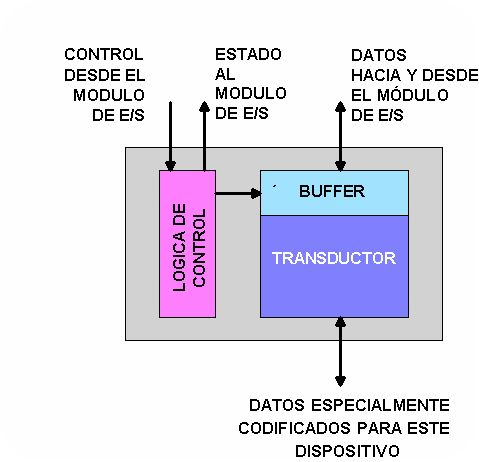 CONTROL
DESDE EL
MODULO
DE E/S
ESTADO
AL
MODULO
DE E/S
DATOS
HACIA Y DESDE
EL MÓDULO
DE E/S
LOGICA DE
CONTROL
BUFFER
TRANSDUCTOR
DATOS ESPECIALMENTE
CODIFICADOS PARA ESTE
DISPOSITIVO